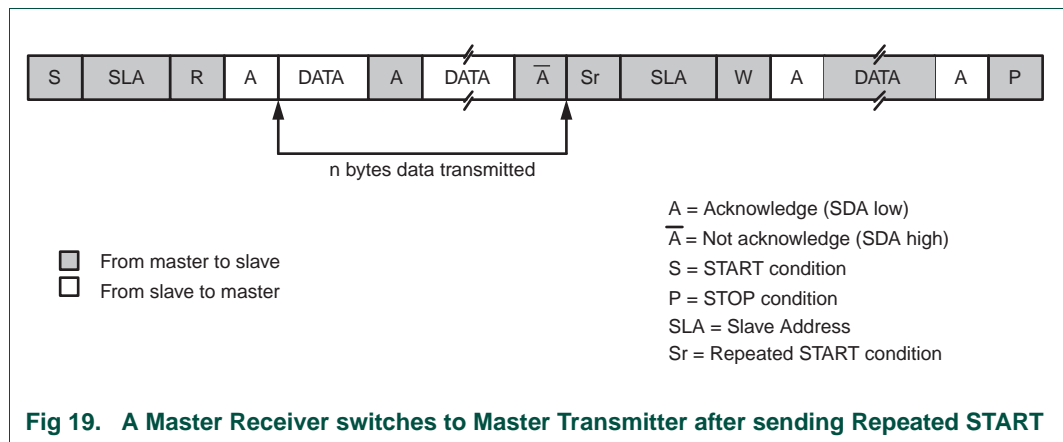 S SLA R A DATA A DATA A̅ Sr SLA W A DATA A P
n bytes data transmitted
A = Acknowledge (SDA low)
A̅ = Not acknowledge (SDA high)
S = START condition
P = STOP condition
SLA = Slave Address
Sr = Repeated START condition
From master to slave
From slave to master
Fig 19. A Master Receiver switches to Master Transmitter after sending Repeated START